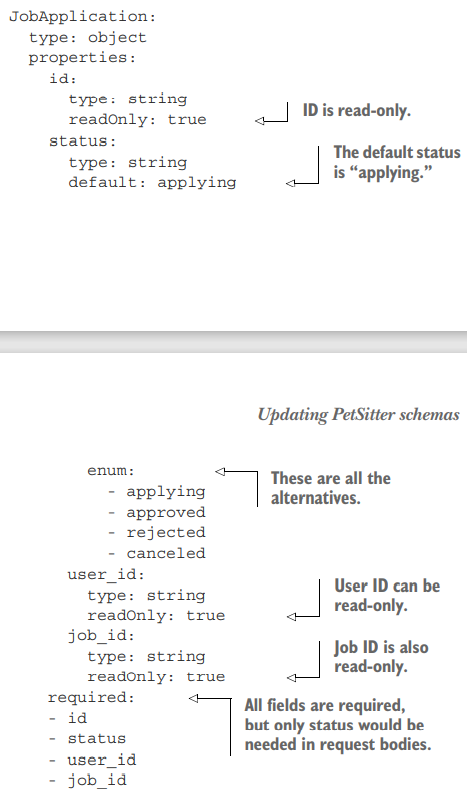 JobApplication:
type: object
properties:
id:
type: string
readOnly: true
ID is read-only.
status:
type: string
default: applying
The default status
is “applying.”
Updating PetSitter schemas
enum:
- applying
- approved
- rejected
- canceled
These are all the
alternatives.
user_id:
type: string
readOnly: true
User ID can be
read-only.
job_id:
type: string
readOnly: true
Job ID is also
read-only.
required:
- id
- status
- user_id
- job_id
All fields are required,
but only status would be
needed in request bodies.